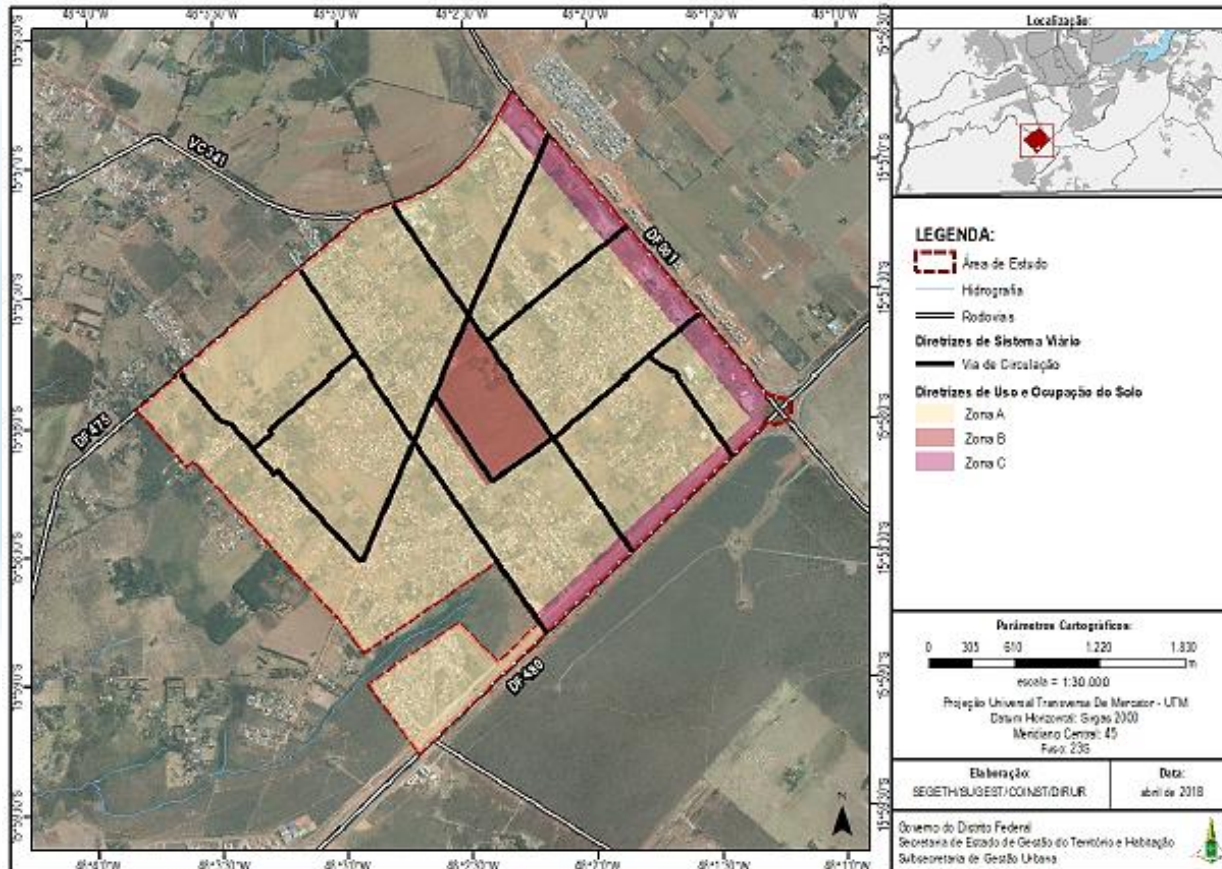 Localização:
VC 341
DF 001
DF 475
DF 480
LEGENDA:
Área de Estudo
Hidrografia
Rodovias
Diretrizes de Sistema Viário
Via de Circulação
Diretrizes de Uso e Ocupação do Solo
Zona A
Zona B
Zona C
Parâmetros Cartográficos:
0 305 610 1.220 1.830
m
escala = 1:30.000
Projeção Universal Transversa De Mercator - UTM
Datum Horizontal: Sirgas 2000
Meridiano Central: 45
Fuso: 23S
Elaboração:
SEGETH/SUGEST/COINST/DIRUR
Data:
abril de 2018
Governo do Distrito Federal
Secretaria de Estado de Gestão do Território e Habitação
Subsecretaria de Gestão Urbana